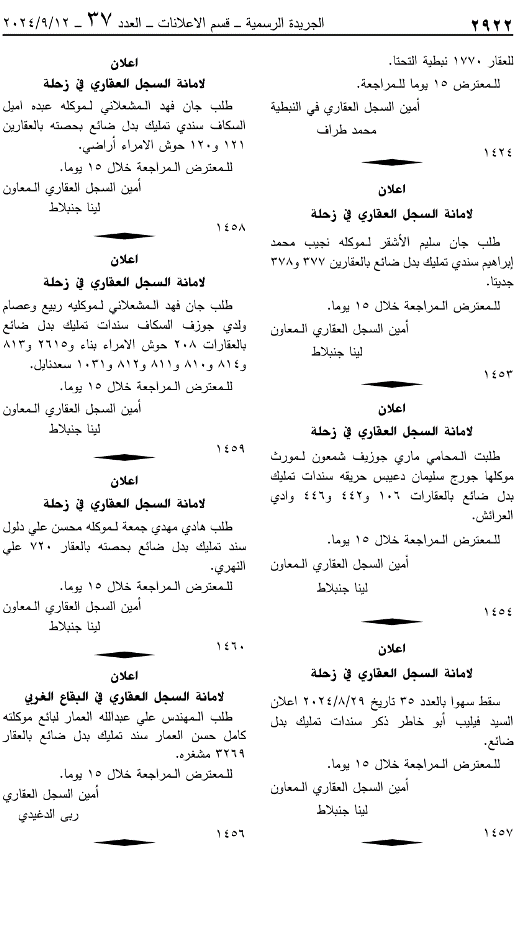 ٢٩٢٢
الجريدة الرسمية ــ قسم الاعلانات ــ العدد ٣٧ ــ ٢٠٢٤/٩/١٢
للعقار ١٧٧٠ نبطية التحتا.
للمعترض ١٥ يوما للمراجعة.
أمين السجل العقاري في النبطية
محمد طراف
١٤٢٤
اعلان
لامانة السجل العقاري في زحلة
طلب جان سليم الأشقر لموكله نجيب محمد
إبراهيم سندي تمليك بدل ضائع بالعقارين ٣٧٧ و٣٧٨
جديتا.
للمعترض المراجعة خلال ١٥ يوما.
أمين السجل العقاري المعاون
لينا جنبلاط
١٤٥٣
اعلان
لامانة السجل العقاري في زحلة
طلبت المحامي ماري جوزيف شمعون لمورث
موكلها جورج سليمان دعيبس حريقه سندات تمليك
بدل ضائع بالعقارات ١٠٦ و٤٤٢ و٤٤٦ وادي
العرائش.
للمعترض المراجعة خلال ١٥ يوما.
أمين السجل العقاري المعاون
لينا جنبلاط
١٤٥٤
اعلان
لامانة السجل العقاري في زحلة
سقط سهوا بالعدد ٣٥ تاريخ ٢٠٢٤/٨/٢٩ اعلان
السيد فيليب أبو خاطر ذكر سندات تمليك بدل
ضائع.
للمعترض المراجعة خلال ١٥ يوما.
أمين السجل العقاري المعاون
لينا جنبلاط
١٤٥٧
اعلان
لامانة السجل العقاري في زحلة
طلب جان فهد المشعلاني لموكله عبده اميل
السكاف سندي تمليك بدل ضائع بحصته بالعقارين
١٢١ و١٢٠ حوش الامراء أراضي.
للمعترض المراجعة خلال ١٥ يوما.
أمين السجل العقاري المعاون
لينا جنبلاط
١٤٥٨
اعلان
لامانة السجل العقاري في زحلة
طلب جان فهد المشعلاني لموكليه ربيع وعصام
ولدي جوزف السكاف سندات تمليك بدل ضائع
بالعقارات ٢٠٨ حوش الامراء بناء و٢٦١٥ و٨١٣
و٨١٤ و٨١٠ و٨١١ و٨١٢ و١٠٣١ سعدنايل.
للمعترض المراجعة خلال ١٥ يوما.
أمين السجل العقاري المعاون
لينا جنبلاط
١٤٥٩
اعلان
لامانة السجل العقاري في زحلة
طلب هادي مهدي جمعة لموكله محسن علي دلول
سند تمليك بدل ضائع بحصته بالعقار ٧٢٠ علي
النهري.
للمعترض المراجعة خلال ١٥ يوما.
أمين السجل العقاري المعاون
لينا جنبلاط
١٤٦٠
اعلان
لامانة السجل العقاري في البقاع الغربي
طلب المهندس علي عبدالله العمار لبائع موكلته
كامل حسن العمار سند تمليك بدل ضائع بالعقار
٣٢٦٩ مشغره.
للمعترض المراجعة خلال ١٥ يوما.
أمين السجل العقاري
ربى الدغيدي
١٤٥٦